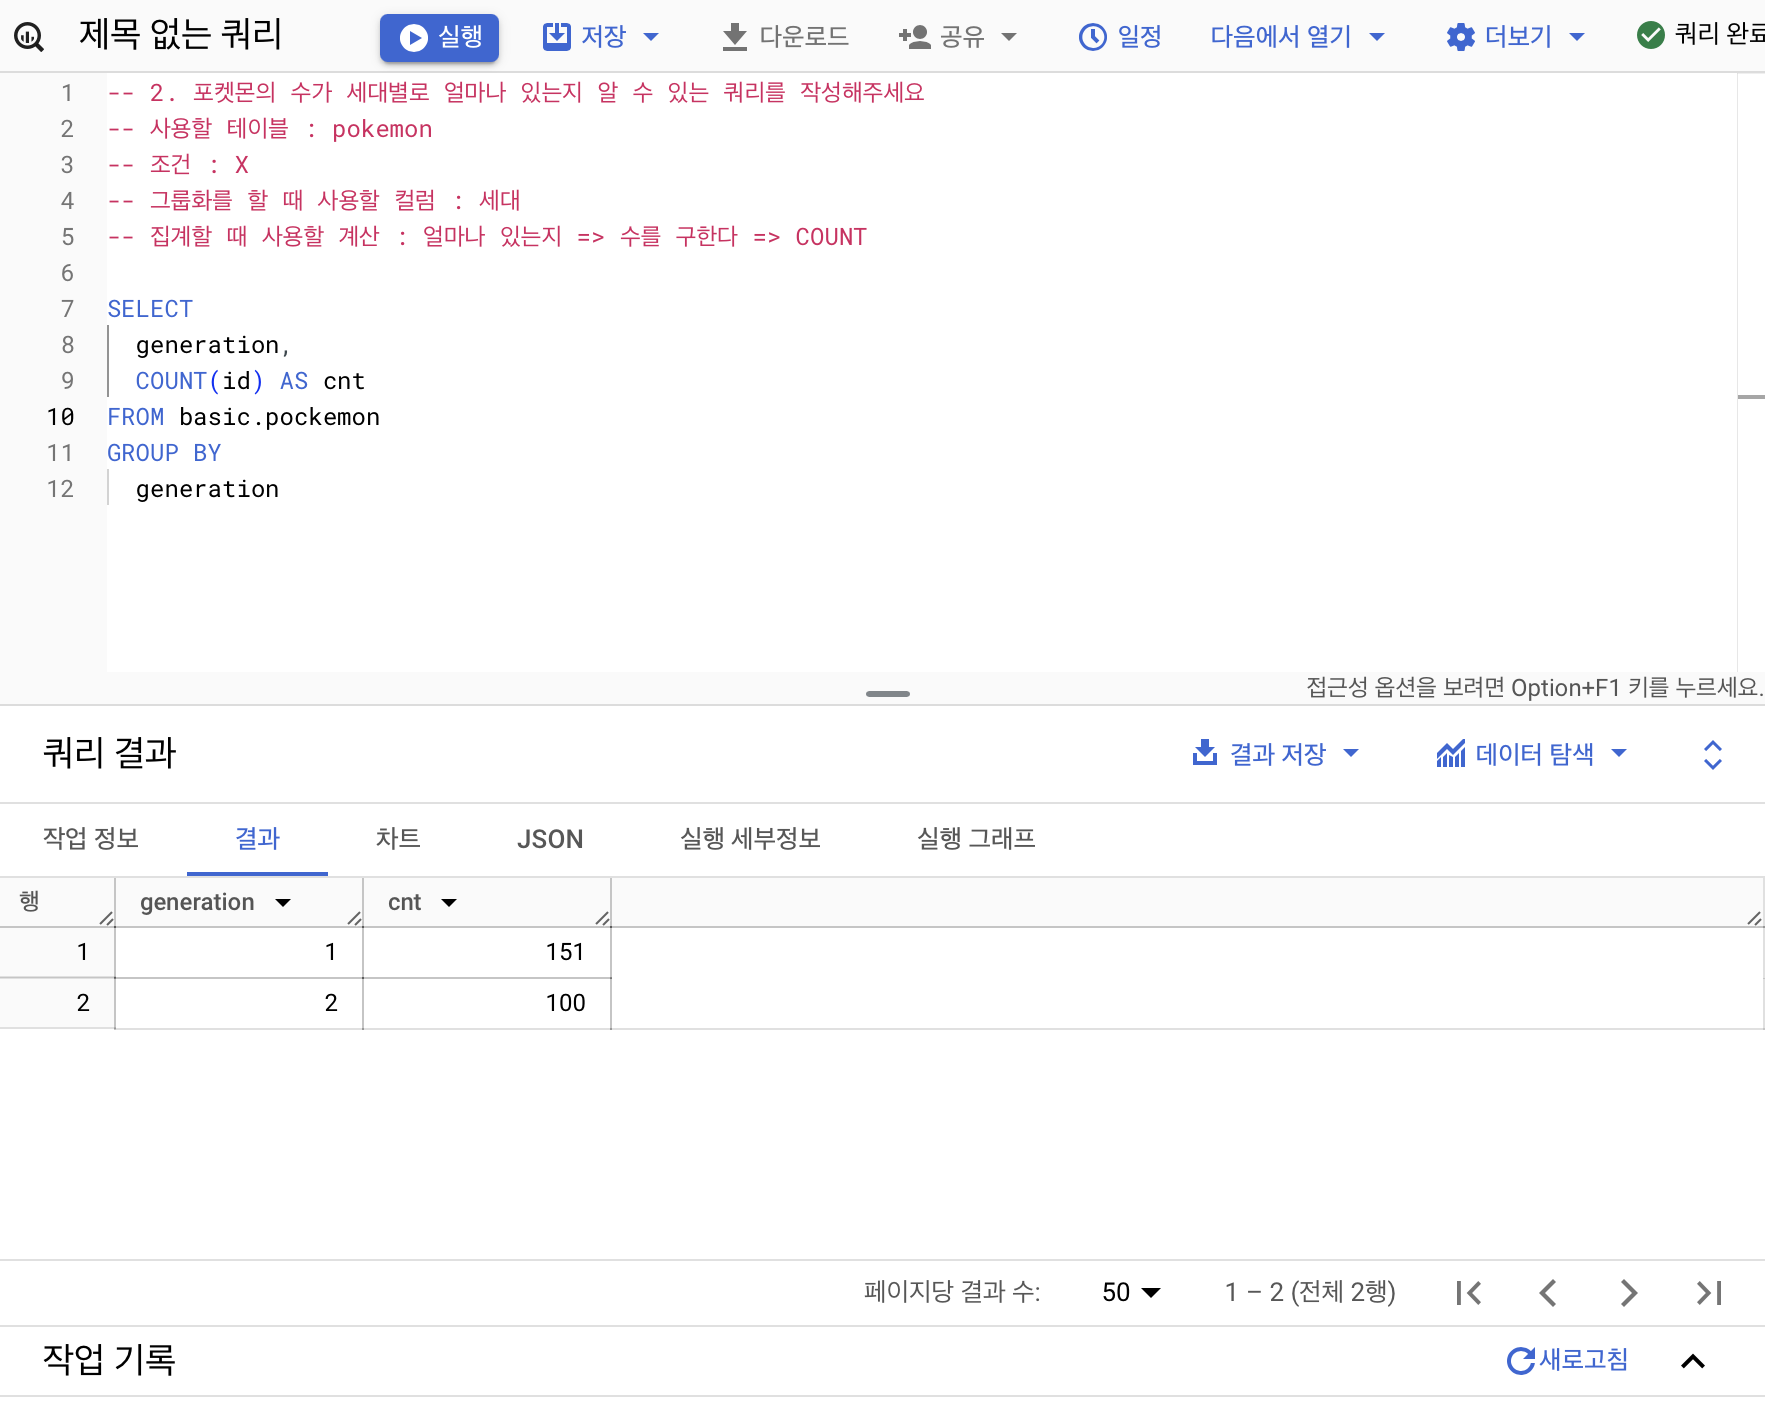 제목 없는 쿼리 실행 저장 다운로드 공유 일정 다음에서 열기 더보기 쿼리 완료
1 -- 2. 포켓몬의 수가 세대별로 얼마나 있는지 알 수 있는 쿼리를 작성해주세요
2 -- 사용할 테이블 : pokemon
3 -- 조건 : X
4 -- 그룹화를 할 때 사용할 컬럼 : 세대
5 -- 집계할 때 사용할 계산 : 얼마나 있는지 => 수를 구한다 => COUNT
6
7 SELECT
8 generation,
9 COUNT(id) AS cnt
10 FROM basic.pockemon
11 GROUP BY
12 generation
접근성 옵션을 보려면 Option+F1 키를 누르세요.
쿼리 결과 결과 저장 데이터 탐색
작업 정보 결과 차트 JSON 실행 세부정보 실행 그래프
행 generation cnt
1 1 151
2 2 100
페이지당 결과 수: 50 1 – 2 (전체 2행)
작업 기록 새로고침